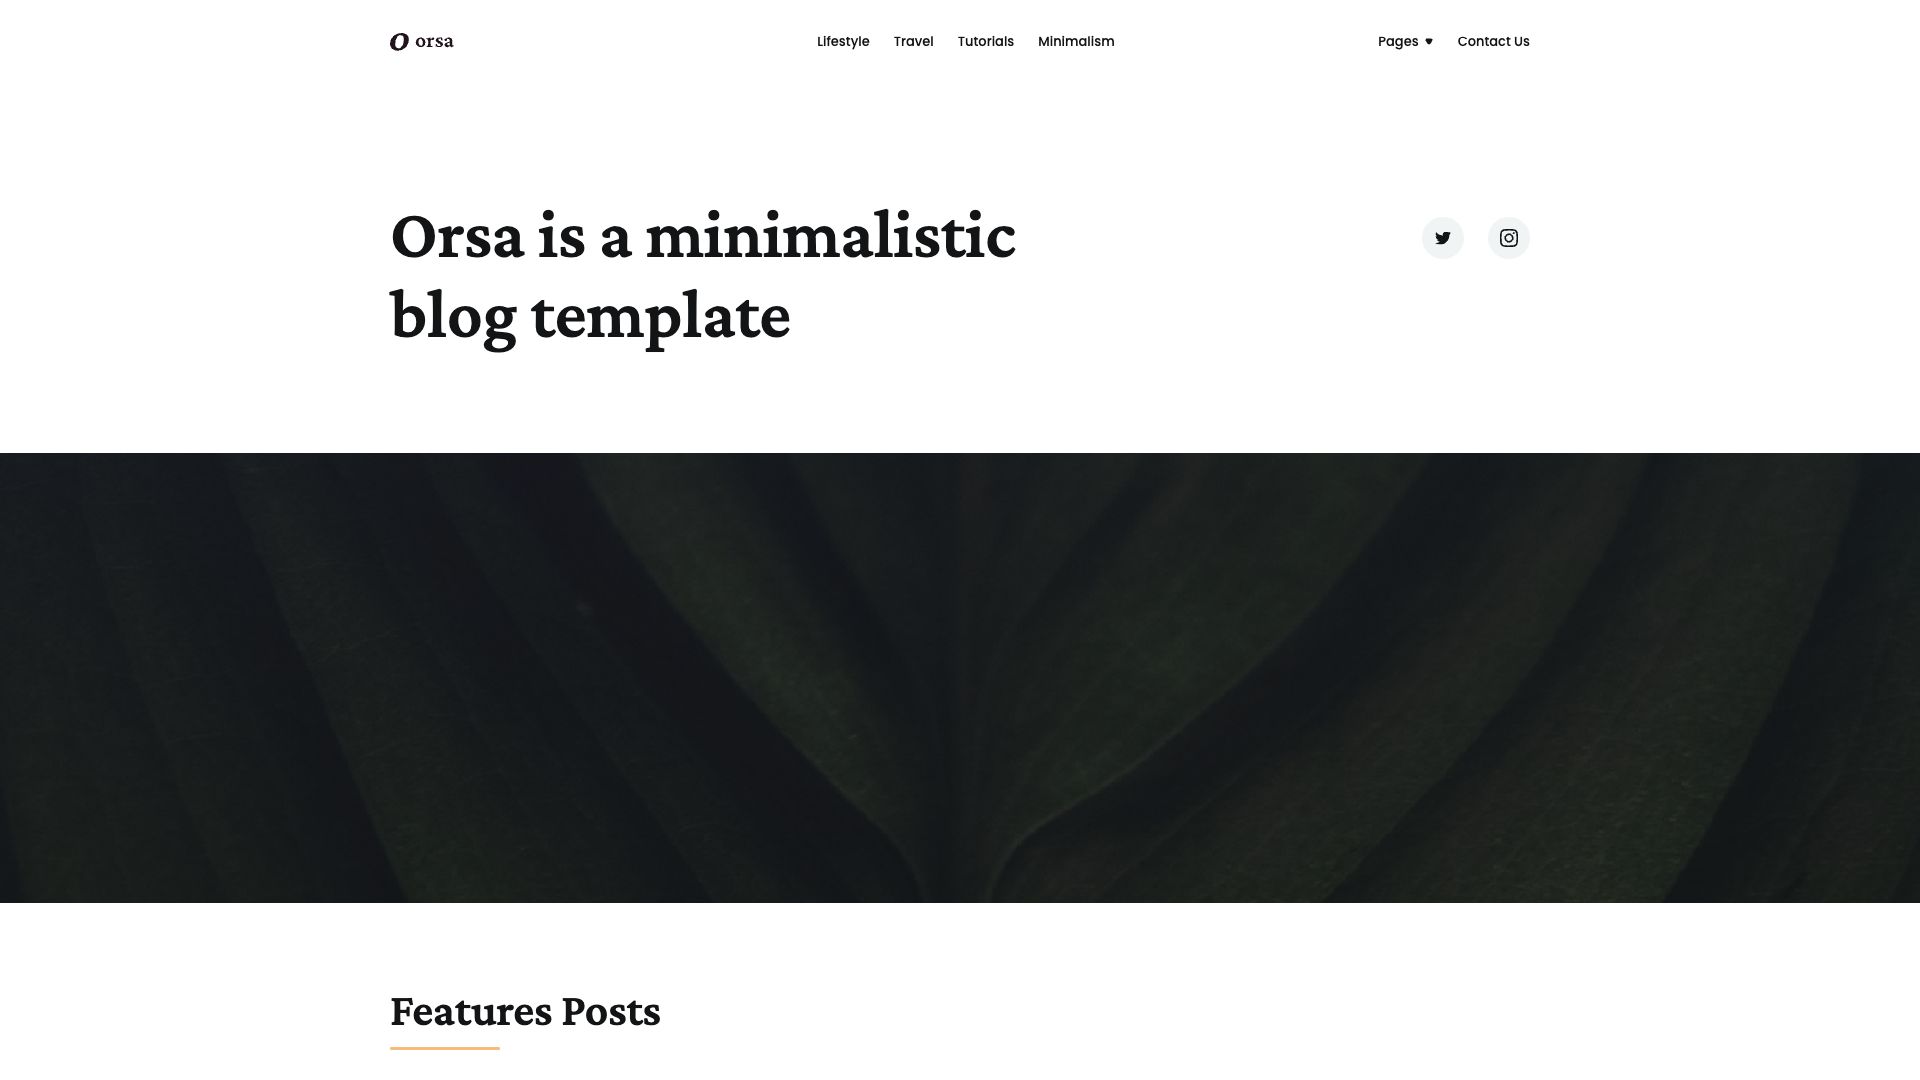 o orsa
Lifestyle Travel Tutorials Minimalism
Pages Contact Us
Orsa is a minimalistic
blog template
Features Posts